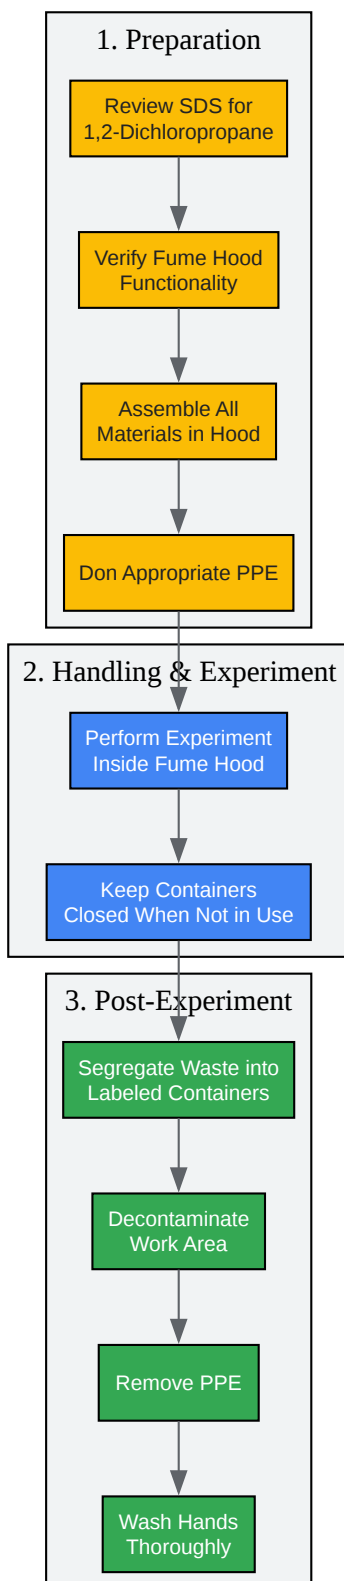 1. Preparation
Review SDS for
1,2-Dichloropropane
Verify Fume Hood
Functionality
Assemble All
Materials in Hood
Don Appropriate PPE
2. Handling & Experiment
Perform Experiment
Inside Fume Hood
Keep Containers
Closed When Not in Use
3. Post-Experiment
Segregate Waste into
Labeled Containers
Decontaminate
Work Area
Remove PPE
Wash Hands
Thoroughly